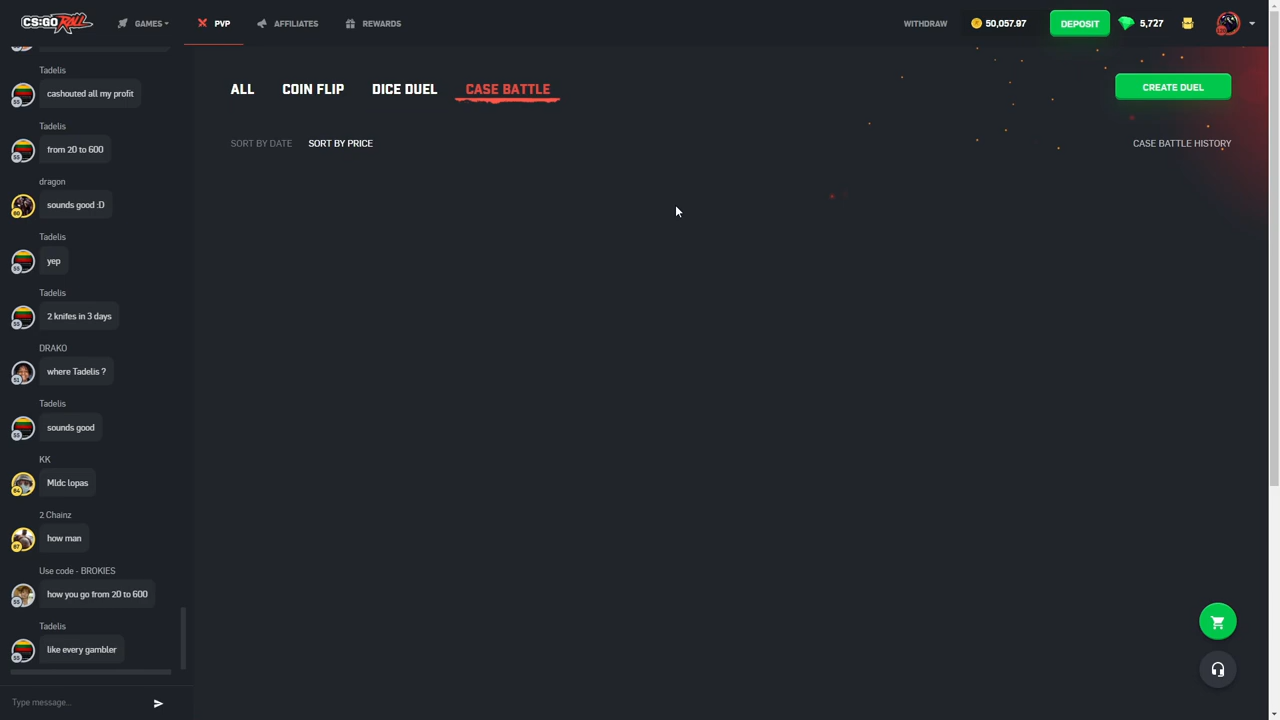 CS:GO ROLL
GAMES
PVP
AFFILIATES
REWARDS
WITHDRAW
50,057.97
DEPOSIT
5,727
ALL
COIN FLIP
DICE DUEL
CASE BATTLE
CREATE DUEL
SORT BY DATE
SORT BY PRICE
CASE BATTLE HISTORY
Tadelis
cashouted all my profit
Tadelis
from 20 to 600
dragon
sounds good :D
Tadelis
yep
Tadelis
2 knifes in 3 days
DRAKO
where Tadelis ?
Tadelis
sounds good
KK
Mldc lopas
2 Chainz
how man
Use code - BROKIES
how you go from 20 to 600
Tadelis
like every gambler
Type message...